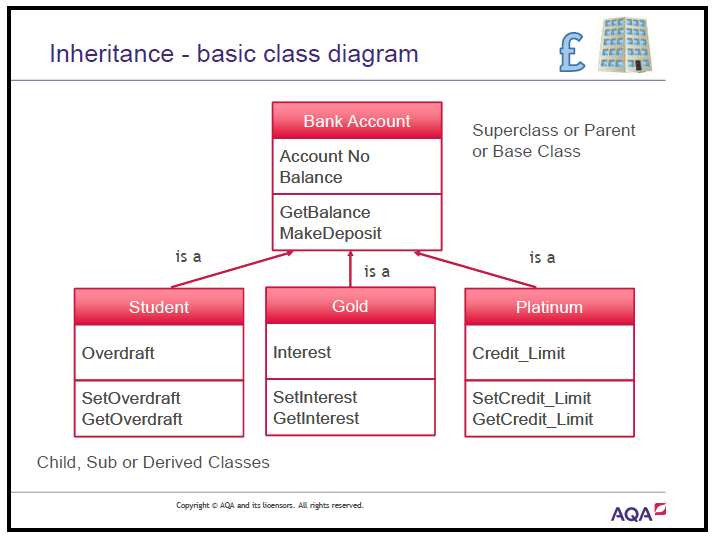 Inheritance - basic class diagram
£
Bank Account
Account No
Balance
GetBalance
MakeDeposit
Superclass or Parent
or Base Class
is a
is a
is a
Student
Overdraft
SetOverdraft
GetOverdraft
Gold
Interest
SetInterest
GetInterest
Platinum
Credit_Limit
SetCredit_Limit
GetCredit_Limit
Child, Sub or Derived Classes
Copyright © AQA and its licensors. All rights reserved.
AQA